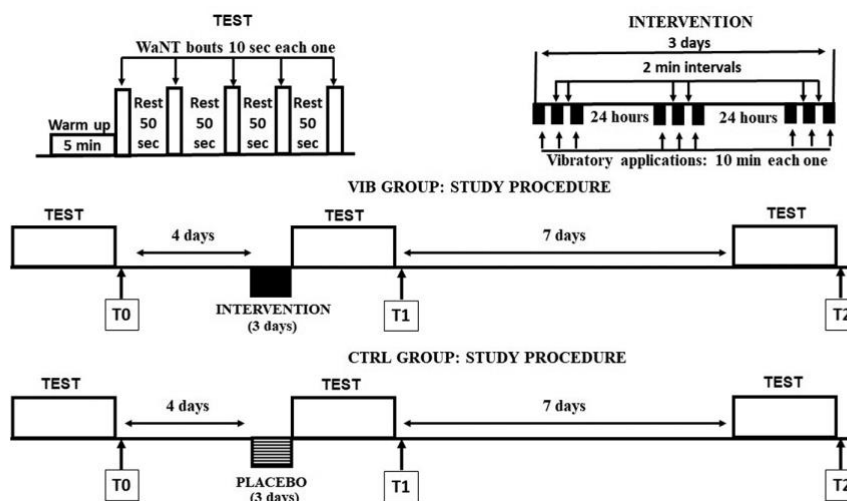 TEST
WaNT bouts 10 sec each one
Rest Rest Rest Rest
50 50 50 50
sec sec sec sec
Warm up
5 min
INTERVENTION
3 days
2 min intervals
24 hours 24 hours
Vibratory applications: 10 min each one
VIB GROUP: STUDY PROCEDURE
TEST TEST TEST
4 days 7 days
INTERVENTION
(3 days)
T0 T1 T2
CTRL GROUP: STUDY PROCEDURE
TEST TEST TEST
4 days 7 days
PLACEBO
(3 days)
T0 T1 T2